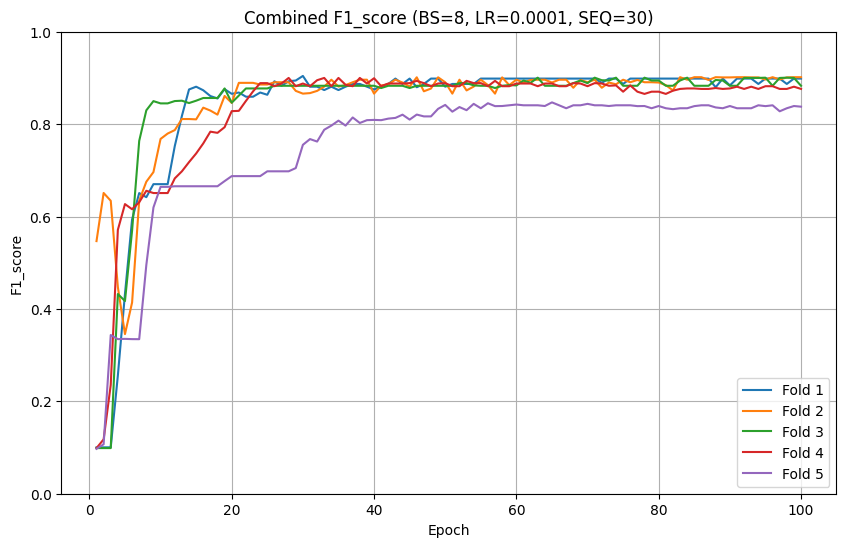 Combined F1_score (BS=8, LR=0.0001, SEQ=30)
1.0
0.8
0.6
0.4
0.2
0.0
F1_score
0 20 40 60 80 100
Epoch
Fold 1
Fold 2
Fold 3
Fold 4
Fold 5